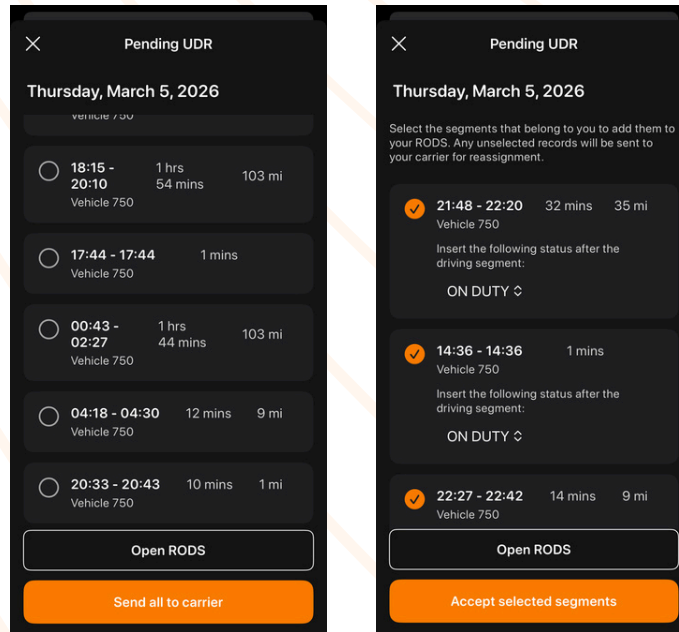 Pending UDR
Thursday, March 5, 2026
Vehicle 750
18:15 - 1 hrs 103 mi
20:10 54 mins
Vehicle 750
17:44 - 17:44 1 mins
Vehicle 750
00:43 - 1 hrs 103 mi
02:27 44 mins
Vehicle 750
04:18 - 04:30 12 mins 9 mi
Vehicle 750
20:33 - 20:43 10 mins 1 mi
Vehicle 750
Open RODS
Send all to carrier
Pending UDR
Thursday, March 5, 2026
Select the segments that belong to you to add them to
your RODS. Any unselected records will be sent to
your carrier for reassignment.
21:48 - 22:20 32 mins 35 mi
Vehicle 750
Insert the following status after the
driving segment:
ON DUTY
14:36 - 14:36 1 mins
Vehicle 750
Insert the following status after the
driving segment:
ON DUTY
22:27 - 22:42 14 mins 9 mi
Vehicle 750
Open RODS
Accept selected segments